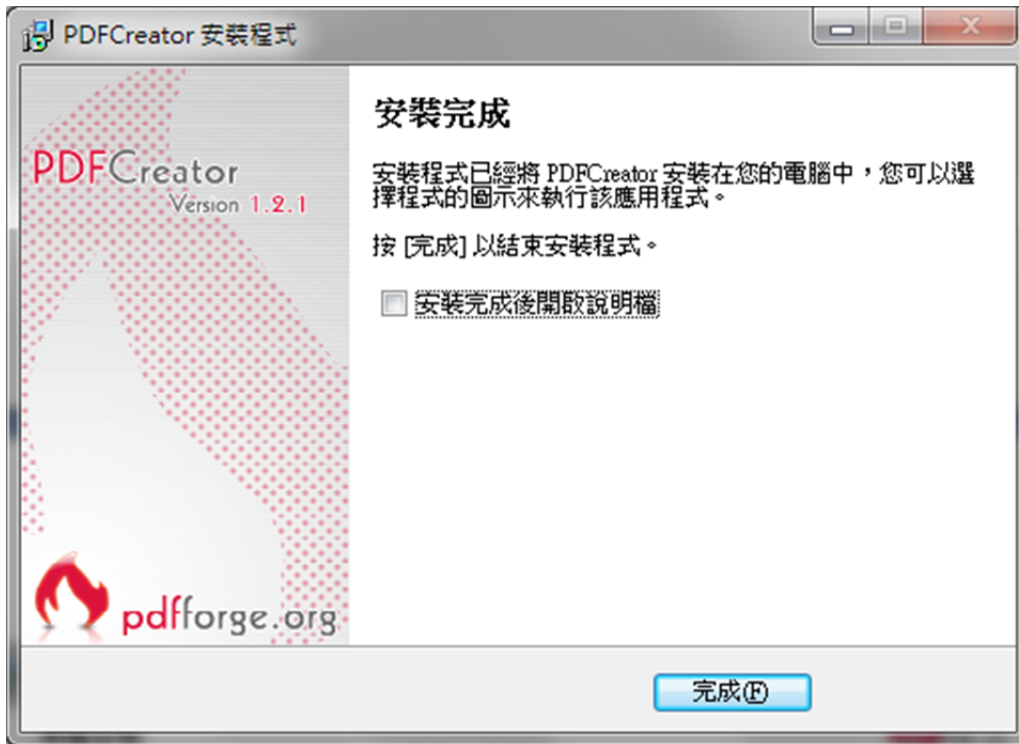 PDFCreator 安裝程式
PDFCreator
Version 1.2.1
安裝完成
安裝程式已經將 PDFCreator 安裝在您的電腦中，您可以選
擇程式的圖示來執行該應用程式。
按 [完成] 以結束安裝程式。
安裝完成後開啟說明檔
pdfforge.org
完成(F)